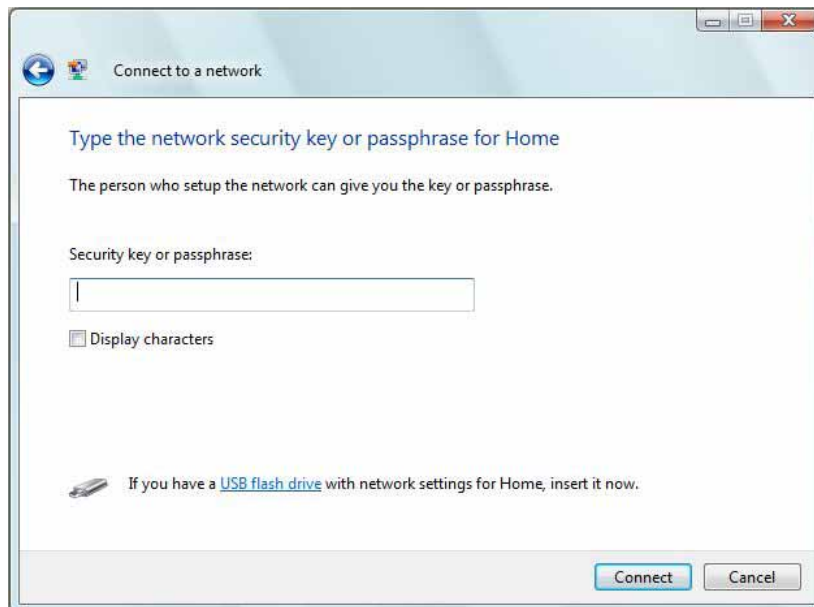 Connect to a network
Type the network security key or passphrase for Home
The person who setup the network can give you the key or passphrase.
Security key or passphrase:
Display characters
If you have a USB flash drive with network settings for Home, insert it now.
Connect Cancel